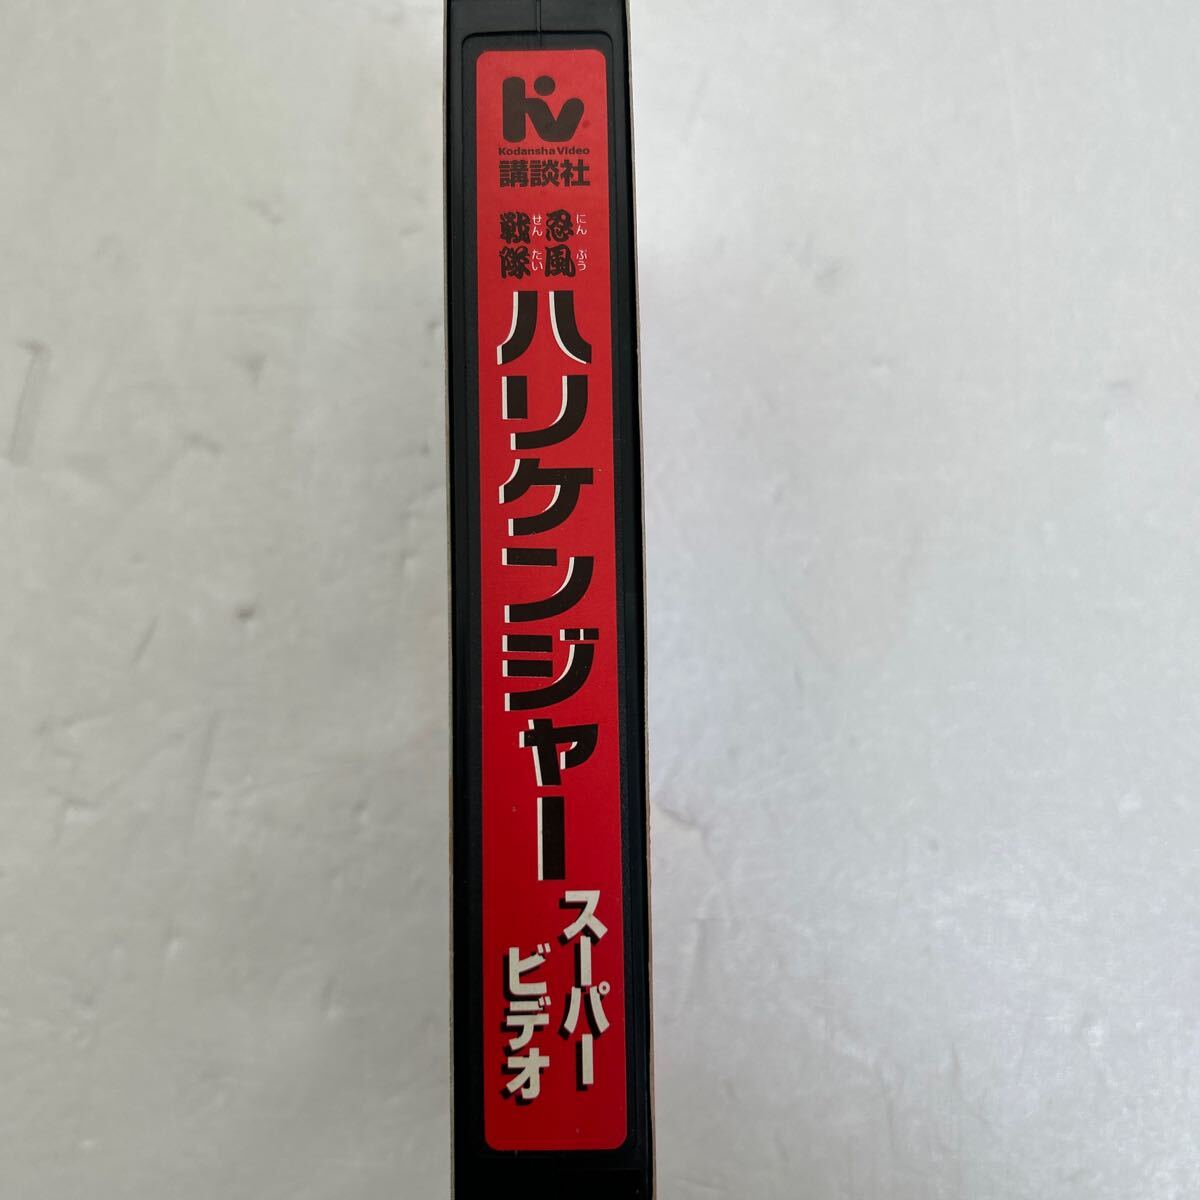 Kodansha Video
講談社
忍風
にんぷう
戦隊
せんたい
ハリケンジャー
スーパー
ビデオ